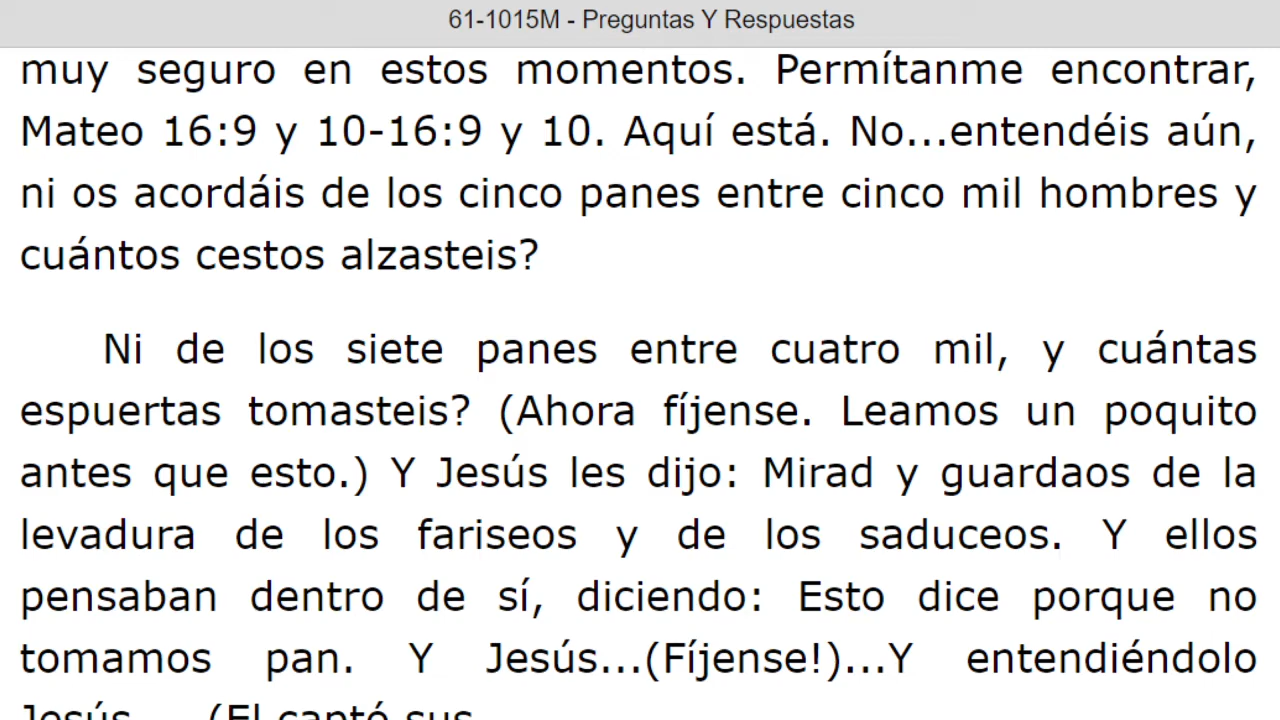 61-1015M - Preguntas Y Respuestas
muy seguro en estos momentos. Permítanme encontrar,
Mateo 16:9 y 10-16:9 y 10. Aquí está. No...entendéis aún,
ni os acordáis de los cinco panes entre cinco mil hombres y
cuántos cestos alzasteis?
Ni de los siete panes entre cuatro mil, y cuántas
espuertas tomasteis? (Ahora fíjense. Leamos un poquito
antes que esto.) Y Jesús les dijo: Mirad y guardaos de la
levadura de los fariseos y de los saduceos. Y ellos
pensaban dentro de sí, diciendo: Esto dice porque no
tomamos pan. Y Jesús...(Fíjense!)...Y entendiéndolo
Jesús.... (El captó sus